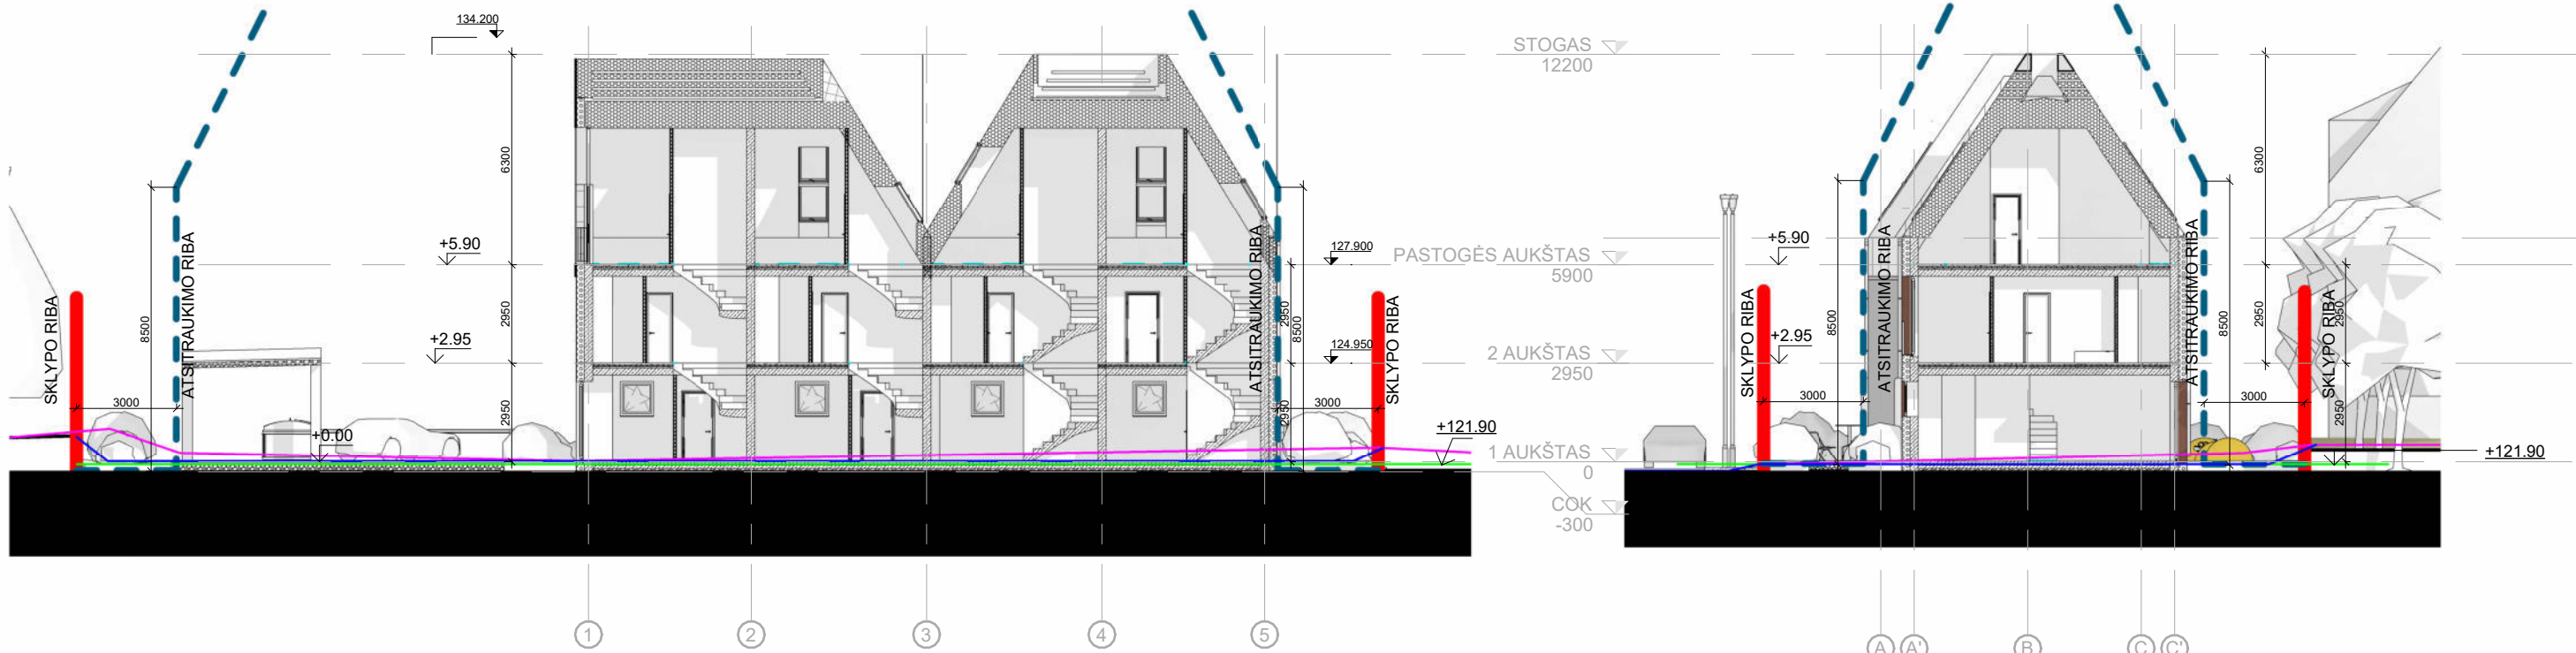 134.200
6300
+5.90
2950
+2.95
2950
8500
SKLYPO RIBA
ATSITRAUKIMO RIBA
3000
+0.00
127.900
2950
8500
124.950
2950
ATSITRAUKIMO RIBA
SKLYPO RIBA
3000
+121.90
1
2
3
4
5
STOGAS
12200
PASTOGĖS AUKŠTAS
5900
2 AUKŠTAS
2950
1 AUKŠTAS
0
COK
-300
+5.90
+2.95
8500
SKLYPO RIBA
ATSITRAUKIMO RIBA
3000
6300
2950
2950
2950
8500
ATSITRAUKIMO RIBA
SKLYPO RIBA
3000
+121.90
A
A'
B
C
C'